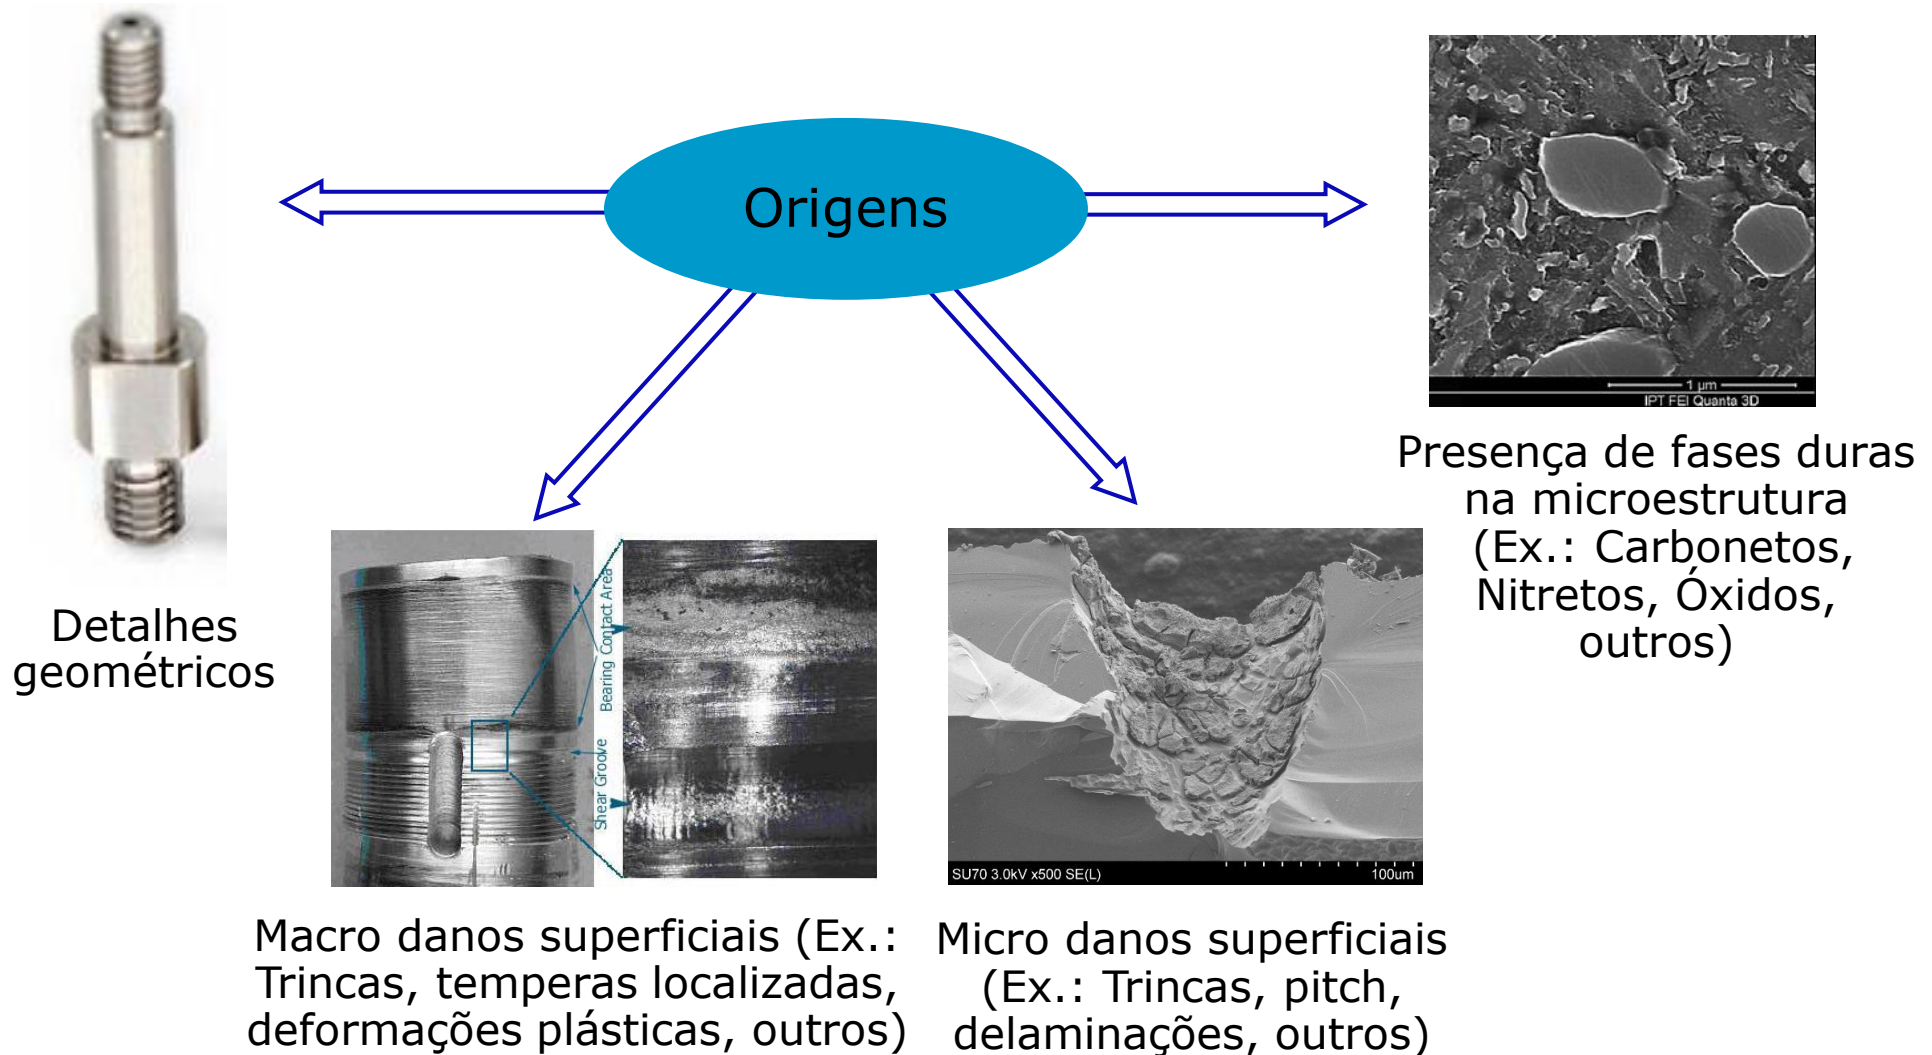 Origens
Detalhes
geométricos
Bearing Contact Area
Shear Groove
Macro danos superficiais (Ex.:
Trincas, temperas localizadas,
deformações plásticas, outros)
SU70 3.0kV x500 SE(L)
100um
Micro danos superficiais
(Ex.: Trincas, pitch,
delaminações, outros)
1 µm
IPT FEI Quanta 3D
Presença de fases duras
na microestrutura
(Ex.: Carbonetos,
Nitretos, Óxidos,
outros)